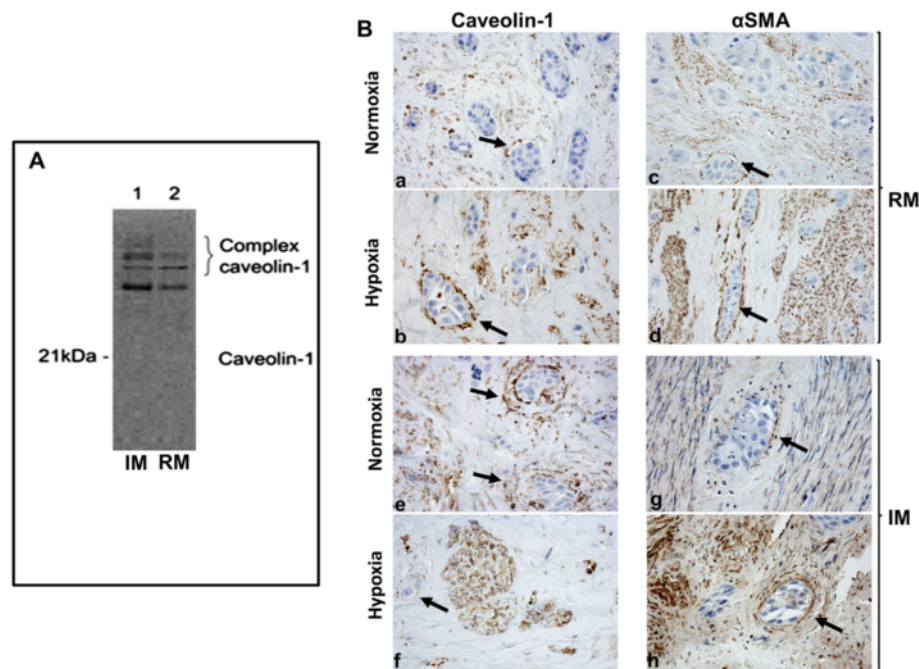 A
1 2
Complex
caveolin-1
21kDa -
Caveolin-1
IM RM
B
Caveolin-1
αSMA
Normoxia
a
c
Hypoxia
b
d
RM
Normoxia
e
g
Hypoxia
f
h
IM